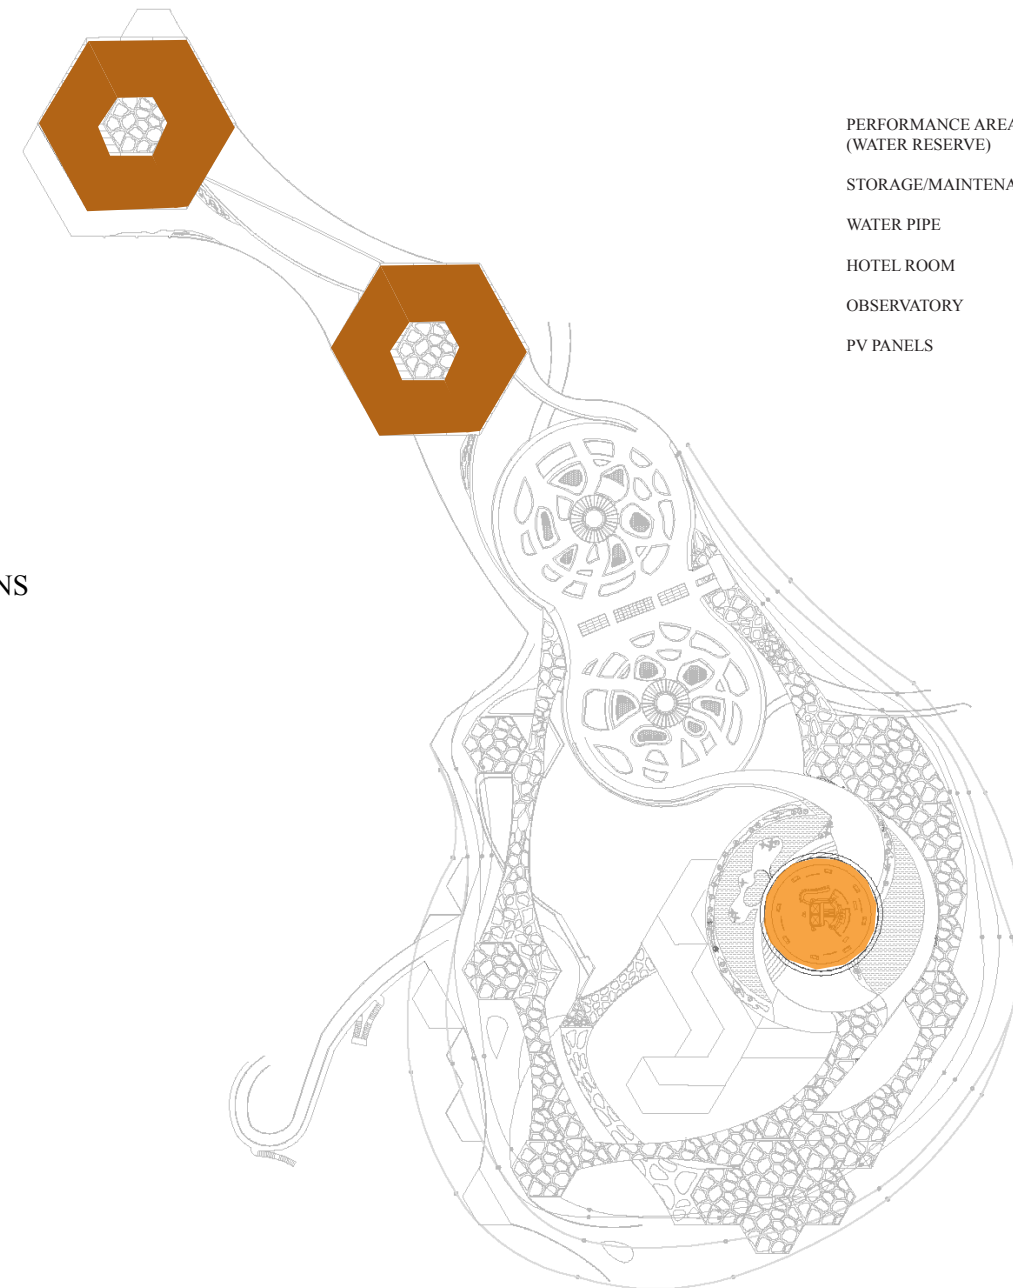 PERFORMANCE AREA
(WATER RESERVE)
STORAGE/MAINTENA
WATER PIPE
HOTEL ROOM
OBSERVATORY
PV PANELS
NS